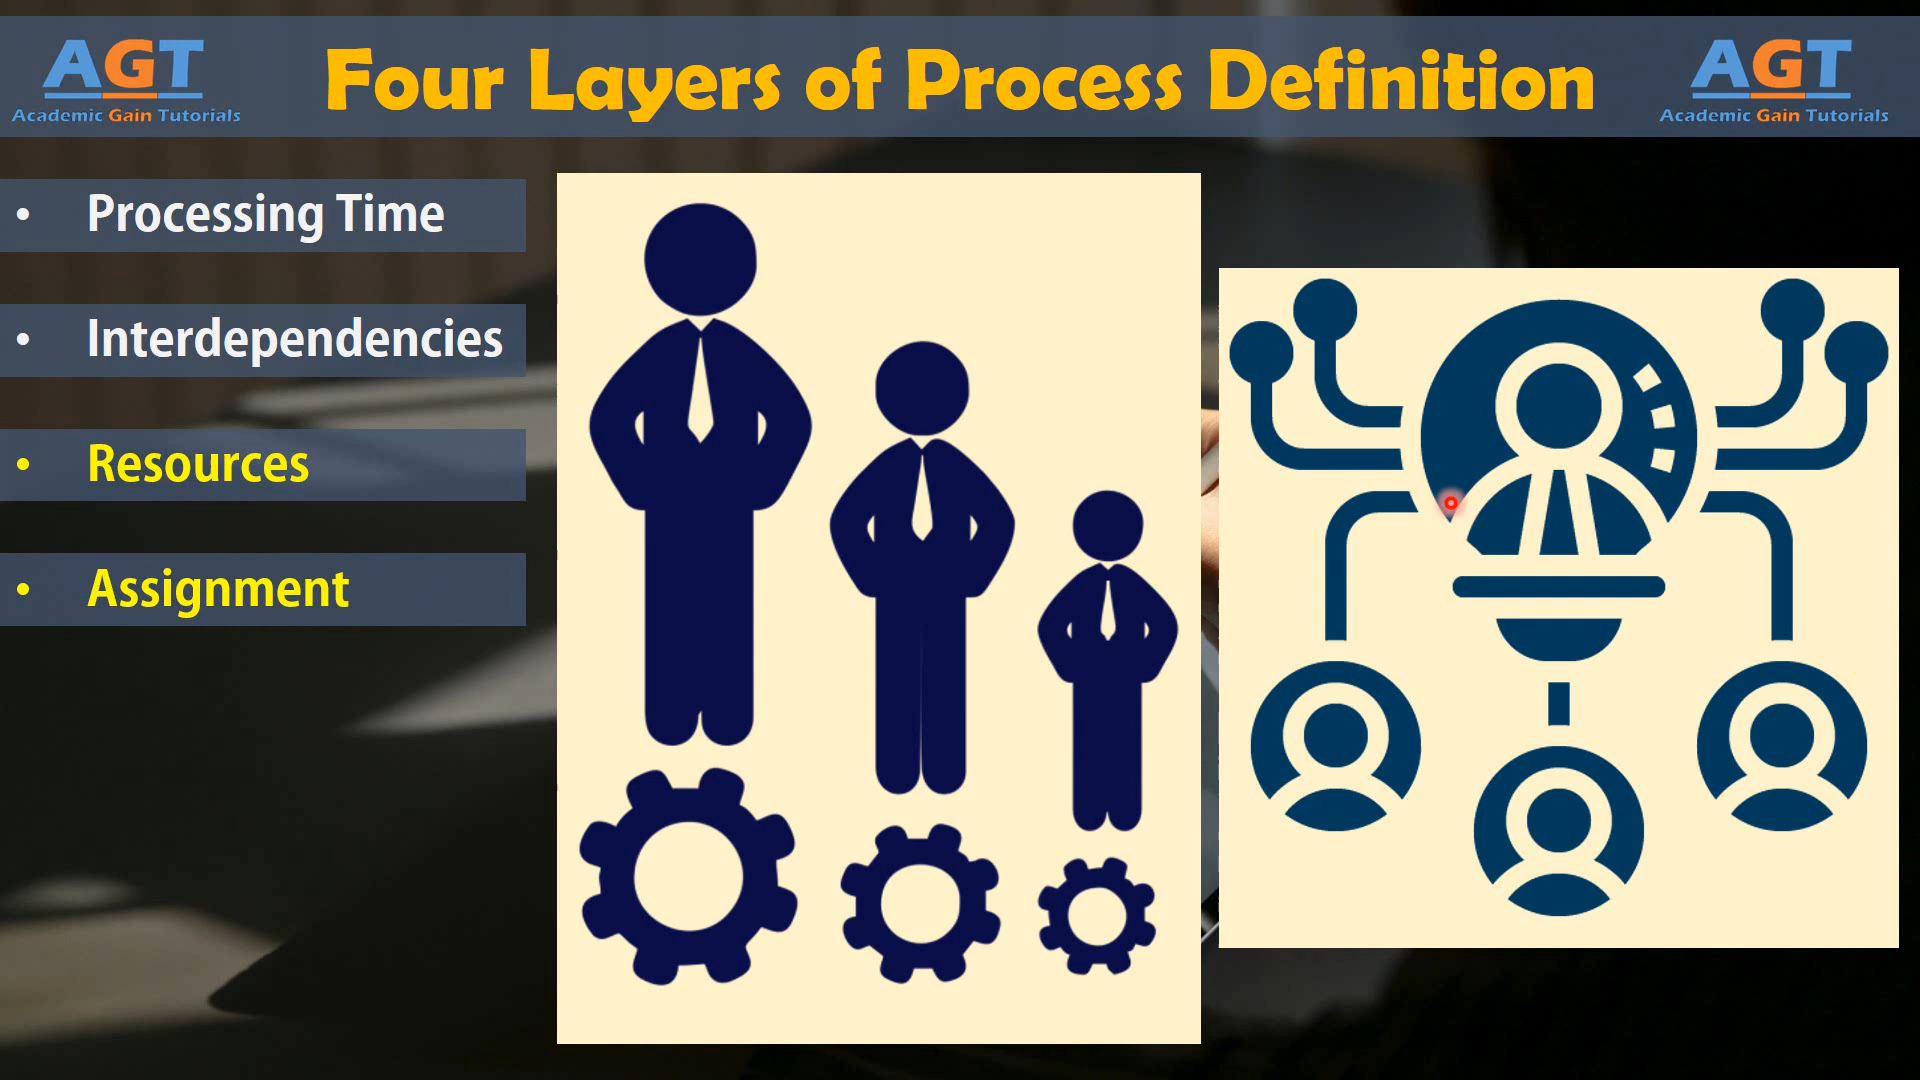 AGT
Academic Gain Tutorials
Four Layers of Process Definition
AGT
Academic Gain Tutorials
• Processing Time
• Interdependencies
• Resources
• Assignment